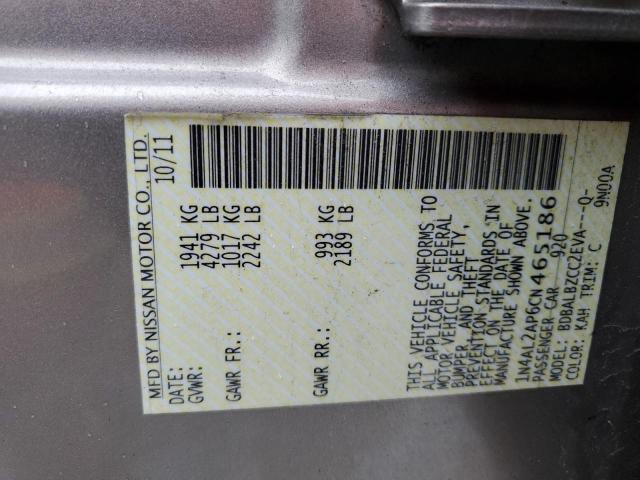 MFD BY NISSAN MOTOR CO., LTD.
DATE: 10/11
GVWR: 1941 KG
4279 LB
GAWR FR.: 1017 KG
2242 LB
GAWR RR.: 993 KG
2189 LB
THIS VEHICLE CONFORMS TO
ALL APPLICABLE FEDERAL
MOTOR VEHICLE SAFETY,
BUMPER, AND THEFT
PREVENTION STANDARDS IN
EFFECT ON THE DATE OF
MANUFACTURE SHOWN ABOVE.
1N4AL2AP6CN465186
PASSENGER CAR 920
MODEL: BDBALBZCCC2EVA---Q-
COLOR: KAH TRIM: C 9N00A